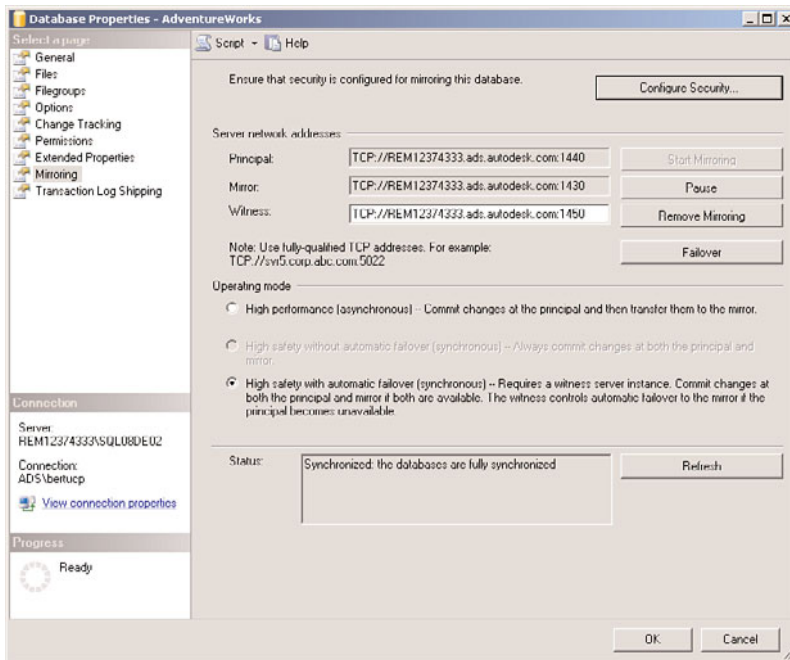 Database Properties - AdventureWorks
Select a page
General
Files
Filegroups
Options
Change Tracking
Permissions
Extended Properties
Mirroring
Transaction Log Shipping
Connection
Server:
REM12374333\SQL08DE02
Connection:
ADS\bertucp
View connection properties
Progress
Ready
Script
Help
Ensure that security is configured for mirroring this database.
Configure Security...
Server network addresses
Principal:
TCP://REM12374333.ads.autodesk.com:1440
Start Mirroring
Mirror:
TCP://REM12374333.ads.autodesk.com:1430
Pause
Witness:
TCP://REM12374333.ads.autodesk.com:1450
Remove Mirroring
Note: Use fully-qualified TCP addresses. For example:
TCP://svr5.corp.abc.com:5022
Failover
Operating mode
High performance (asynchronous) – Commit changes at the principal and then transfer them to the mirror.
High safety without automatic failover (synchronous) – Always commit changes at both the principal and
mirror.
High safety with automatic failover (synchronous) – Requires a witness server instance. Commit changes at
both the principal and mirror if both are available. The witness controls automatic failover to the mirror if the
principal becomes unavailable.
Status:
Synchronized: the databases are fully synchronized
Refresh
OK
Cancel